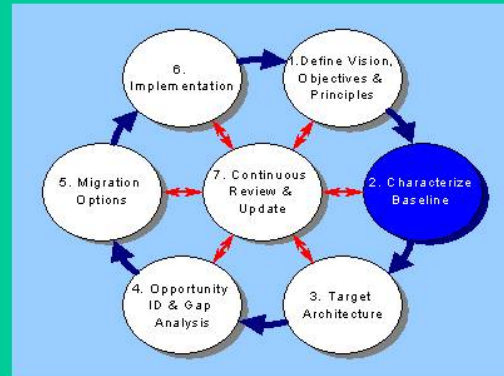 1.Define Vision,
Objectives &
Principles
2. Characterize
Baseline
3. Target
Architecture
4. Opportunity
ID & Gap
Analysis
5. Migration
Options
6.
Implementation
7. Continuous
Review &
Update